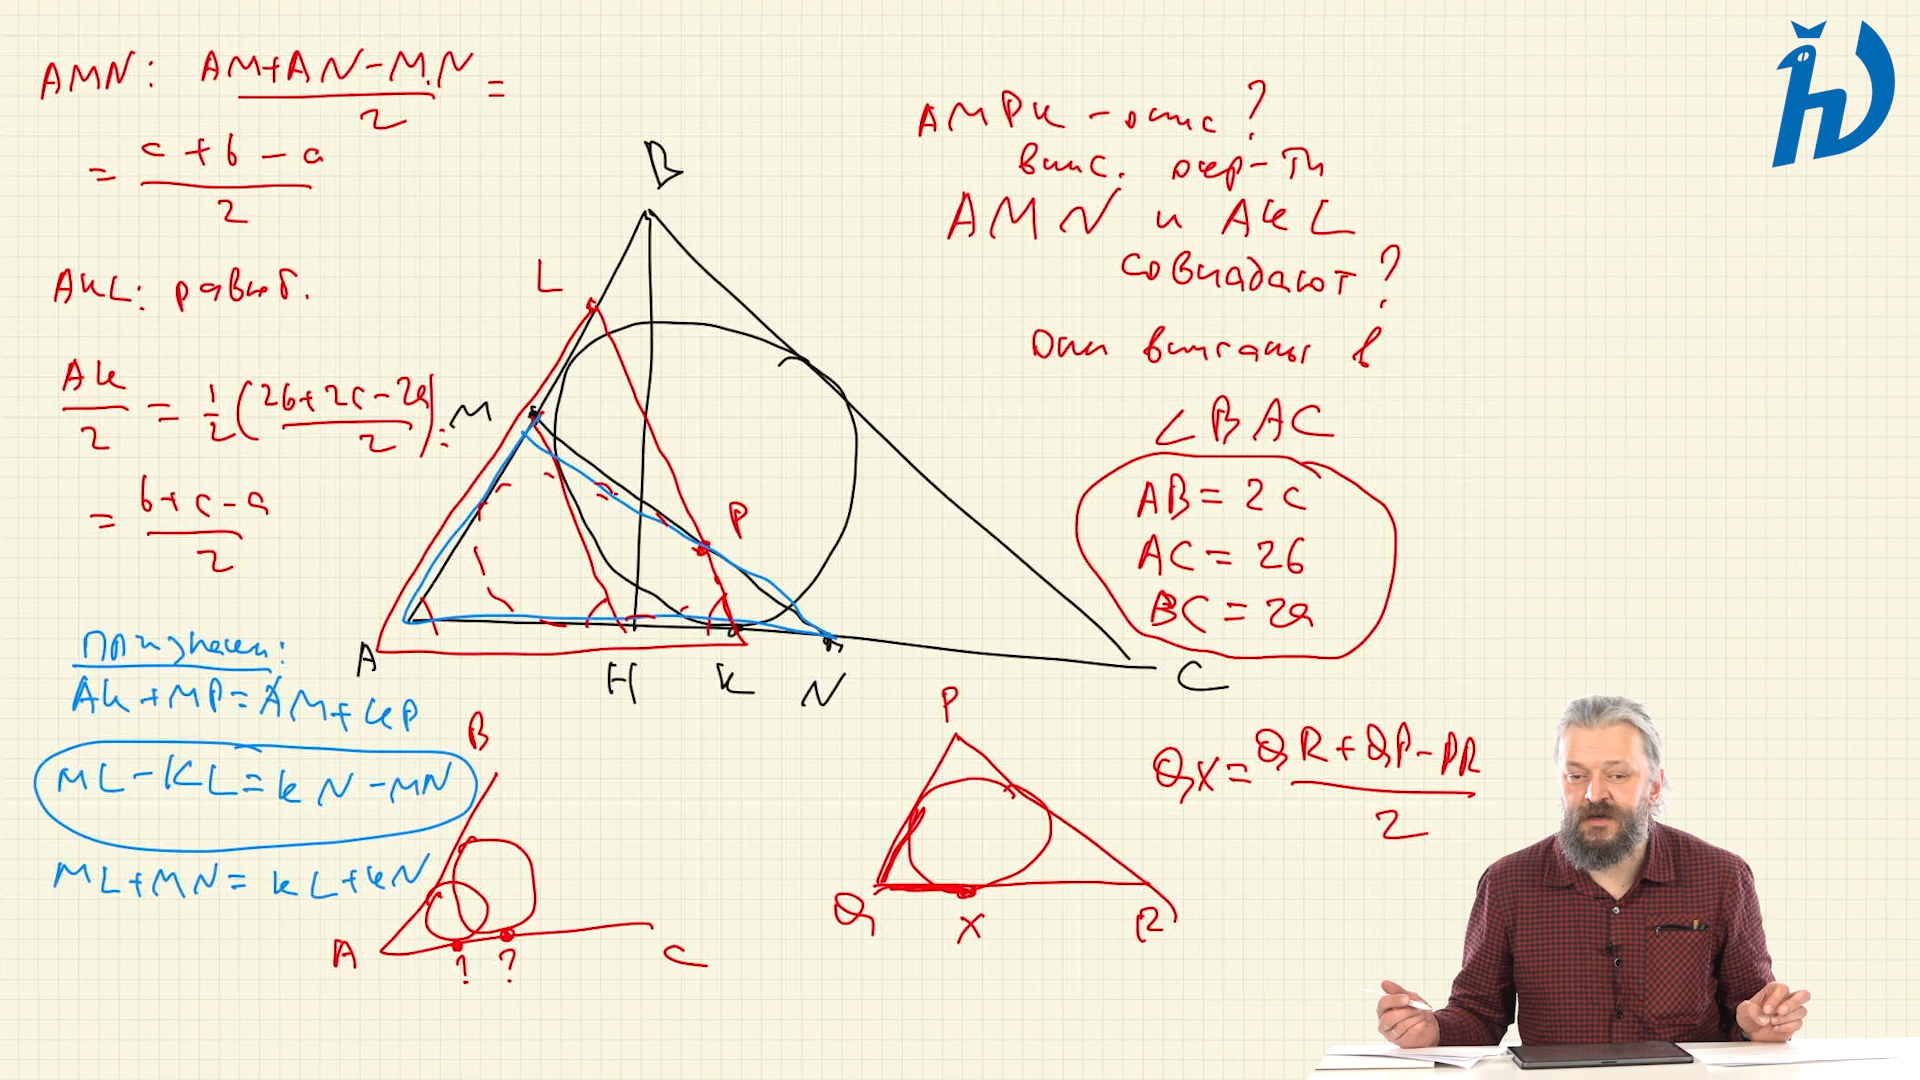 AMN: (AM+AN-MN)/2 =
= (c+b-a)/2
AKL: равноб.
AK/2 = 1/2 (2b+2c-2a)/2) =
= (b+c-a)/2
Признаки:
AK+MP=AM+KP
ML-KL=KN-MN
ML+MN=KL+KN
B
L
M
P
A
H
K
N
C
AMPK - опис?
впис. окр-ти
AMN и AKL
совпадают?
Они вписаны в
∠BAC
AB=2c
AC=2b
BC=2a
B
A
?
?
C
P
Q
X
R
QX=(QR+QP-PR)/2